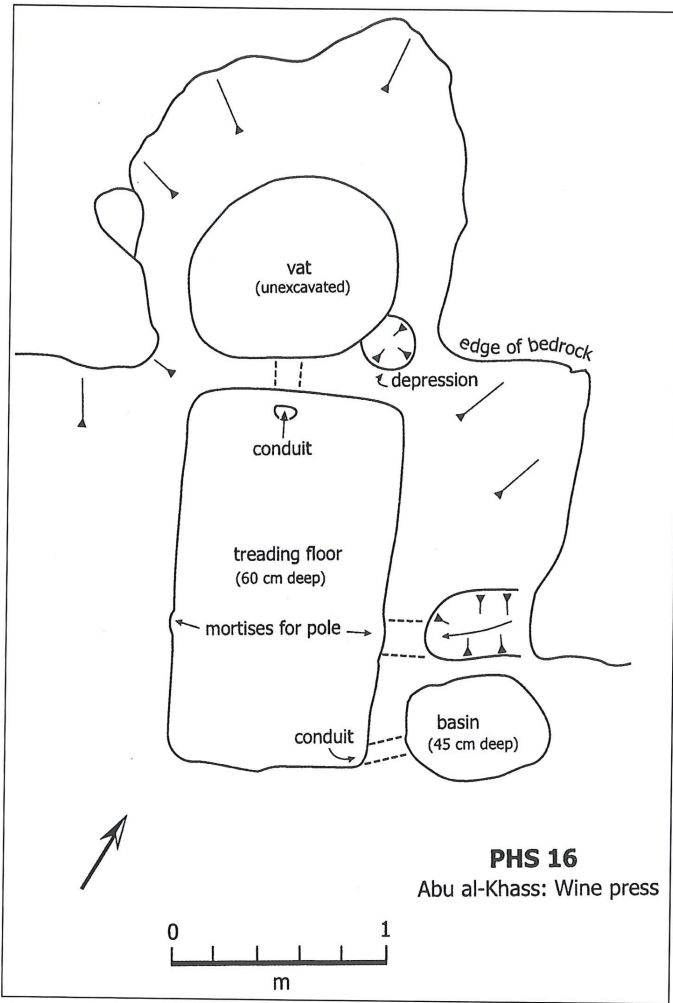 vat
(unexcavated)
edge of bedrock
depression
conduit
treading floor
(60 cm deep)
mortises for pole
basin
(45 cm deep)
conduit
PHS 16
Abu al-Khass: Wine press
0 1
m